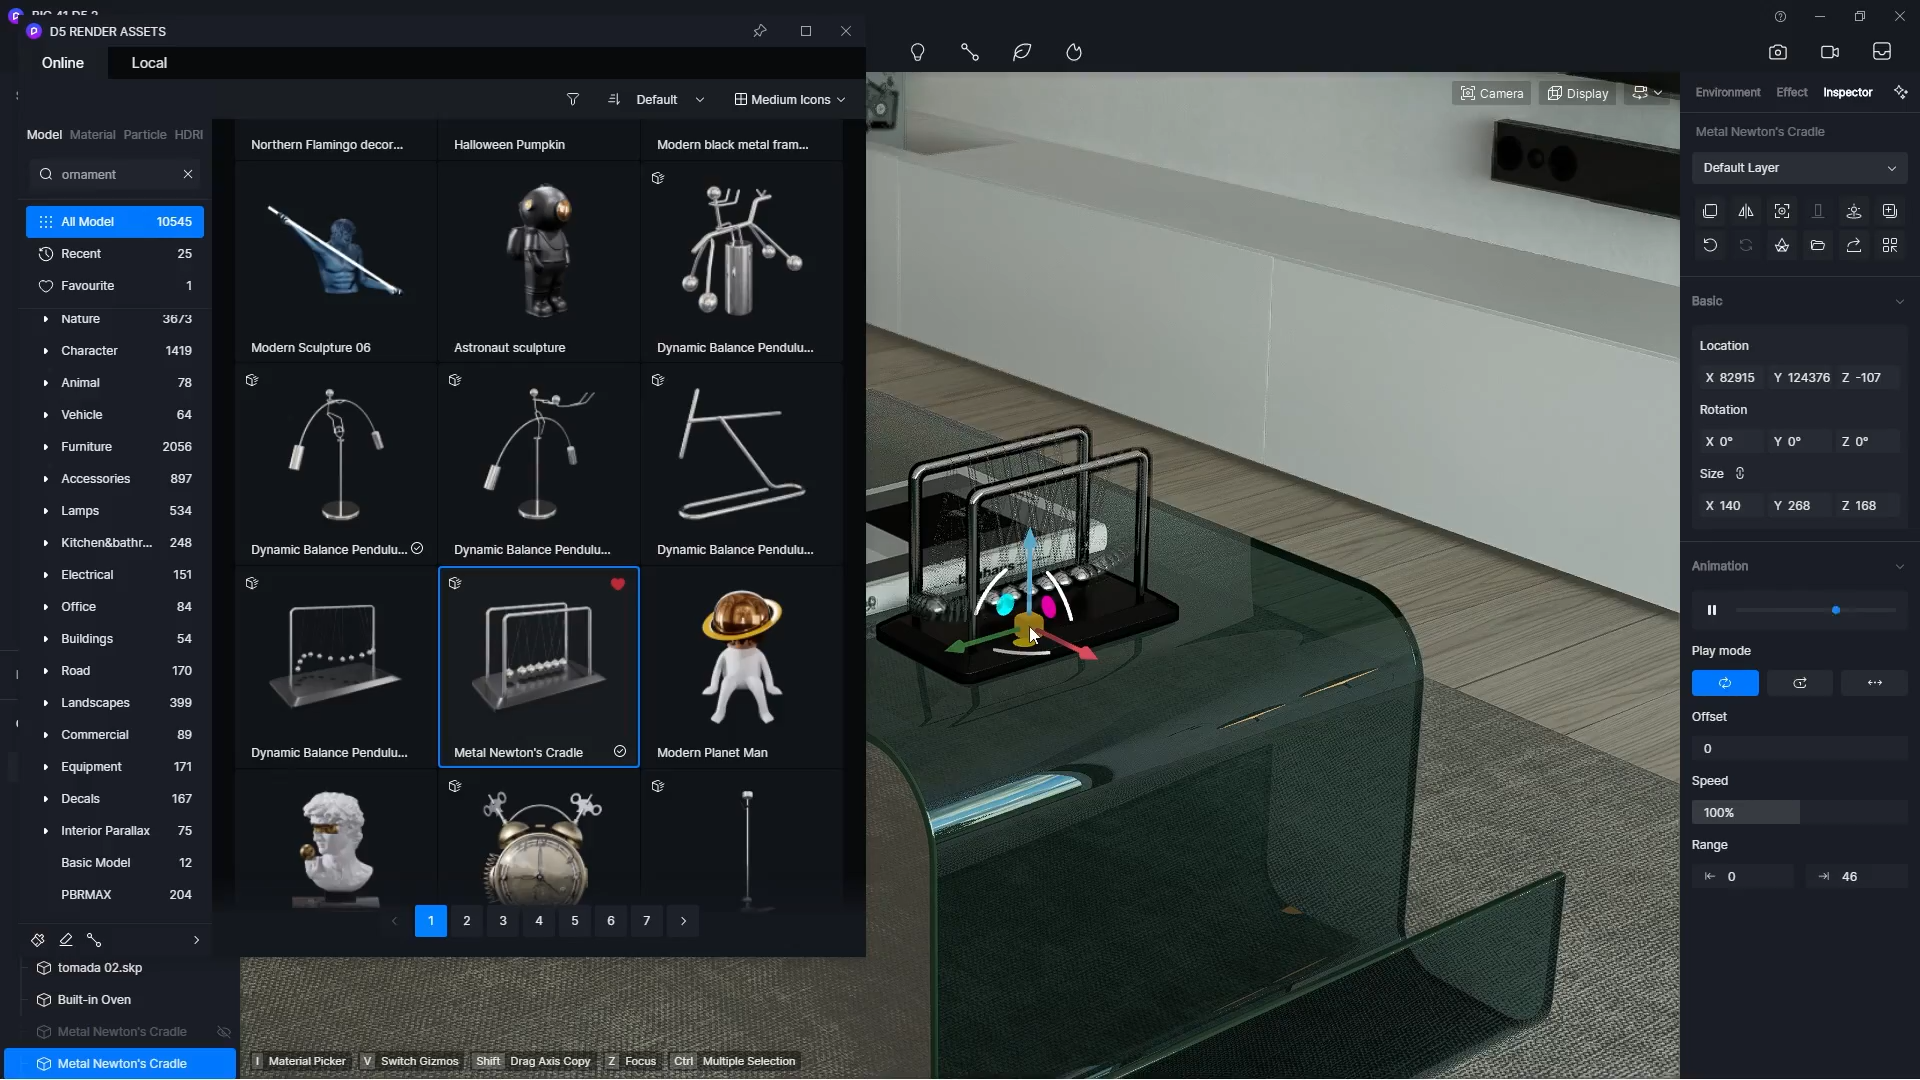 D5 RENDER ASSETS
Online
Local
Default
Medium Icons
Model
Material
Particle
HDRI
ornament
All Model 10545
Recent 25
Favourite 1
Nature 3673
Character 1419
Animal 78
Vehicle 64
Furniture 2056
Accessories 897
Lamps 534
Kitchen&bathr... 248
Electrical 151
Office 84
Buildings 54
Road 170
Landscapes 399
Commercial 89
Equipment 171
Decals 167
Interior Parallax 75
Basic Model 12
PBRMAX 204
Northern Flamingo decor...
Halloween Pumpkin
Modern black metal fram...
Modern Sculpture 06
Astronaut sculpture
Dynamic Balance Pendulu...
Dynamic Balance Pendulu...
Dynamic Balance Pendulu...
Dynamic Balance Pendulu...
Dynamic Balance Pendulu...
Metal Newton's Cradle
Modern Planet Man
1 2 3 4 5 6 7
tomada 02.skp
Built-in Oven
Metal Newton's Cradle
Metal Newton's Cradle
I Material Picker V Switch Gizmos Shift Drag Axis Copy Z Focus Ctrl Multiple Selection
Camera
Display
Environment
Effect
Inspector
Metal Newton's Cradle
Default Layer
Basic
Location
X 82915 Y 124376 Z -107
Rotation
X 0° Y 0° Z 0°
Size
X 140 Y 268 Z 168
Animation
Play mode
Offset
0
Speed
100%
Range
0 46